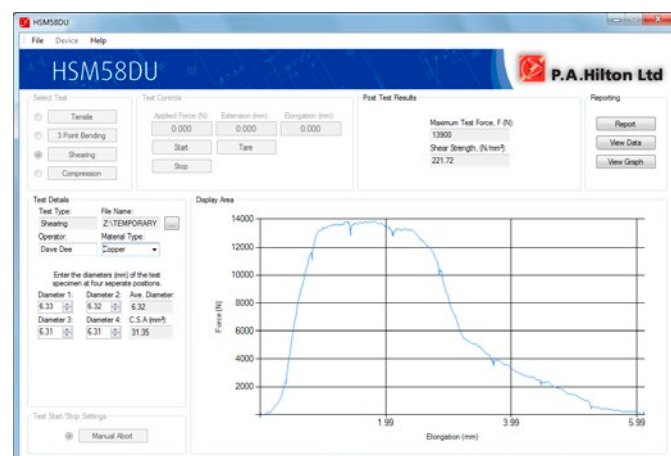 HSM58DU
File Device Help
HSM58DU
P.A.Hilton Ltd
Select Test
Tensile
3 Point Bending
Shearing
Compression
Test Controls
Applied Force (N) Extension (mm) Elongation (mm)
0.000 0.000 0.000
Start Tare
Stop
Post Test Results
Maximum Test Force, F (N):
13900
Shear Strength, (N/mm²):
221.72
Reporting
Report
View Data
View Graph
Test Details
Test Type: File Name:
Shearing Z:\TEMPORARY ...
Operator: Material Type:
Dave Dee Copper
Enter the diameters (mm) of the test
specimen at four seperate positions.
Diameter 1: Diameter 2: Ave. Diameter:
6.33 6.32 6.32
Diameter 3: Diameter 4: C.S.A (mm²):
6.31 6.31 31.35
Test Start/Stop Settings
Manual Abort
Display Area
14000
12000
10000
8000
6000
4000
2000
Force (N)
1.99 3.99 5.99
Elongation (mm)